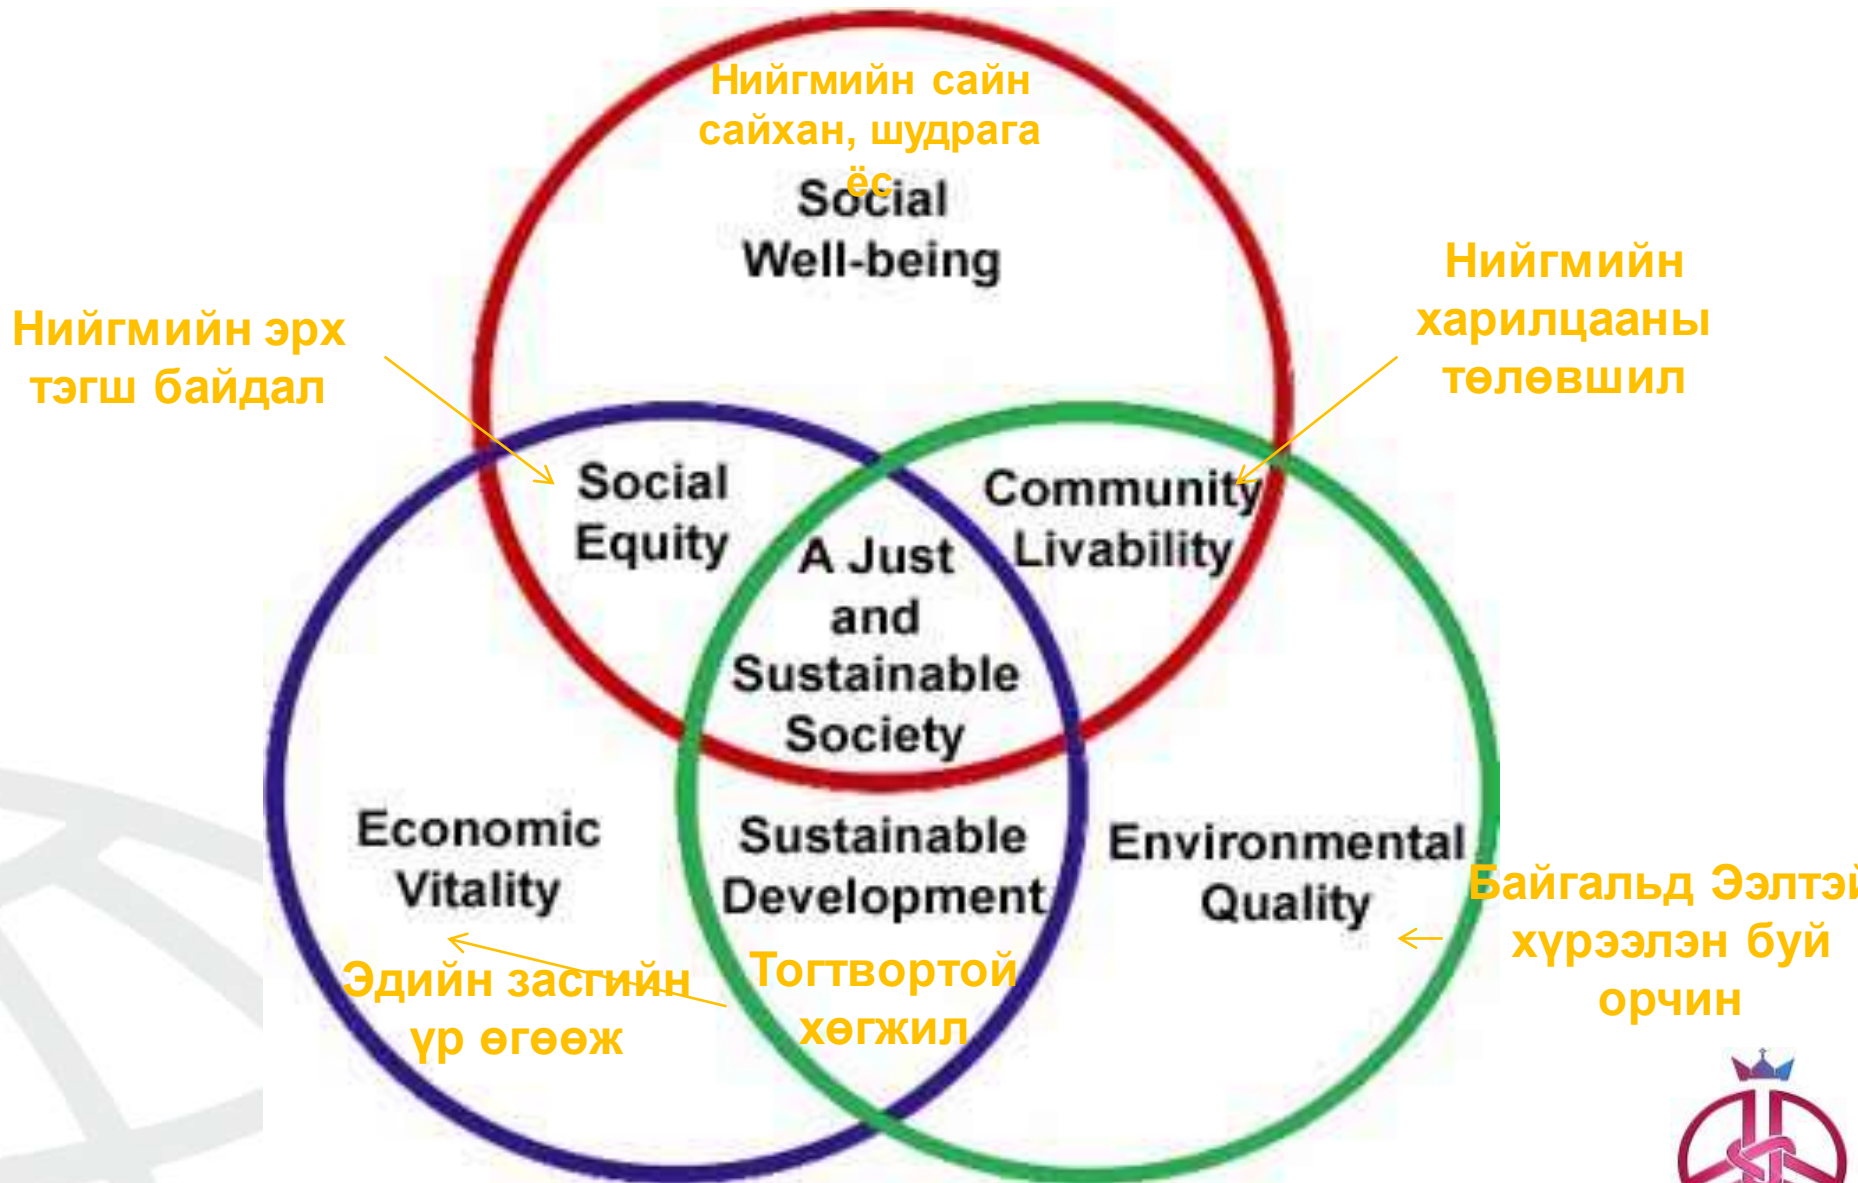 Нийгмийн сайн
сайхан, шудрага
ёс
Social
Well-being
Нийгмийн эрх
тэгш байдал
Нийгмийн
харилцааны
төлөвшил
Social
Equity
Community
Livability
A Just
and
Sustainable
Society
Economic
Vitality
Sustainable
Development
Environmental
Quality
Эдийн засгийн
үр өгөөж
Тогтвортой
хөгжил
Байгальд Ээлтэй
хүрээлэн буй
орчин